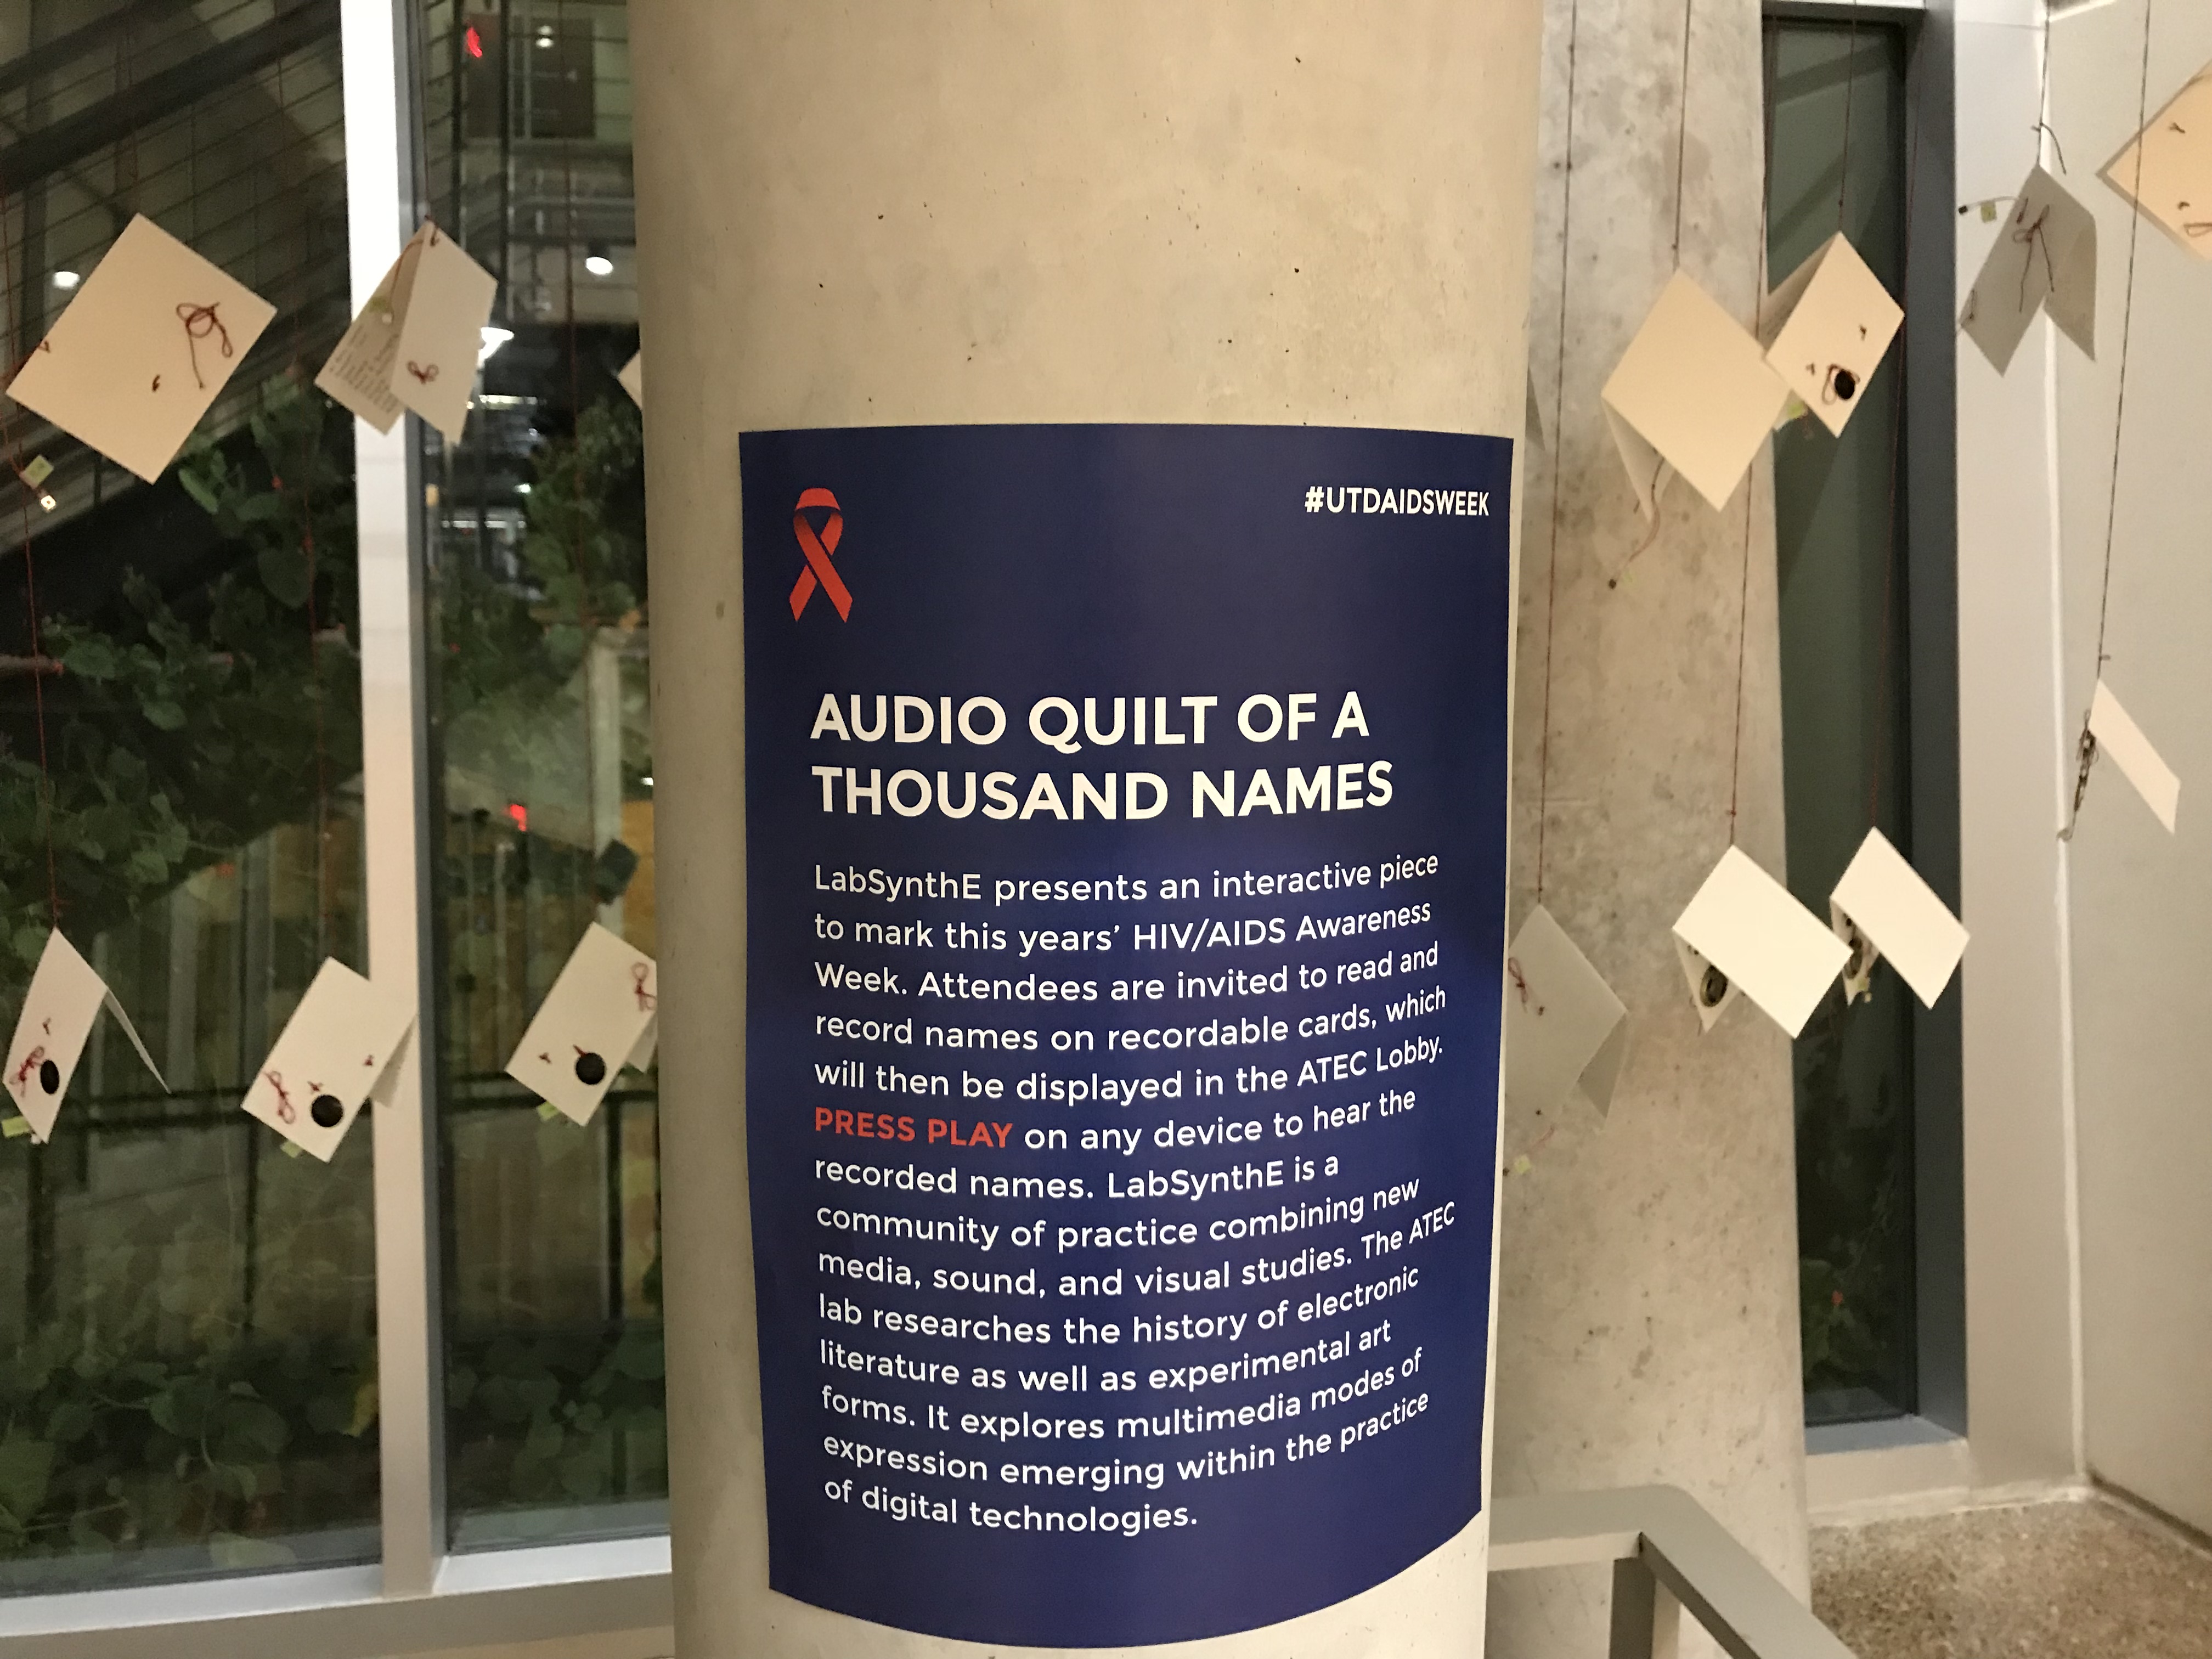 #UTDAIDSWEEK
AUDIO QUILT OF A
THOUSAND NAMES
LabSynthE presents an interactive piece
to mark this years’ HIV/AIDS Awareness
Week. Attendees are invited to read and
record names on recordable cards, which
will then be displayed in the ATEC Lobby.
PRESS PLAY on any device to hear the
recorded names. LabSynthE is a
community of practice combining new
media, sound, and visual studies. The ATEC
lab researches the history of electronic
literature as well as experimental art
forms. It explores multimedia modes of
expression emerging within the practice
of digital technologies.